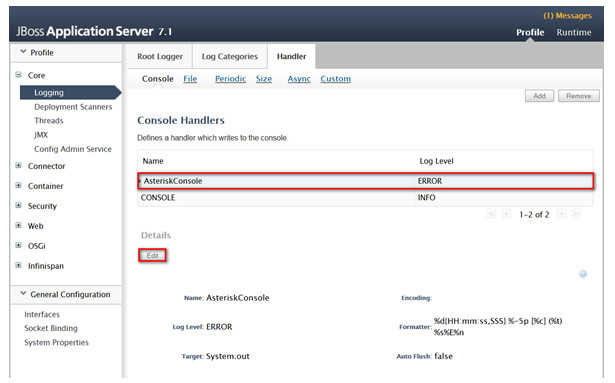 (1) Messages
JBoss Application Server 7.1
Profile Runtime
Profile
Core
Logging
Deployment Scanners
Threads
JMX
Config Admin Service
Connector
Container
Security
Web
OSGi
Infinispan
General Configuration
Interfaces
Socket Binding
System Properties
Root Logger Log Categories Handler
Console File Periodic Size Async Custom
Add Remove
Console Handlers
Defines a handler which writes to the console.
Name Log Level
AsteriskConsole ERROR
CONSOLE INFO
1-2 of 2
Details
Edit
Name: AsteriskConsole Encoding:
Log Level: ERROR Formatter: %d{HH:mm:ss,SSS} %-5p [%c] (%t)
%s%E%n
Target: System.out Auto Flush: false